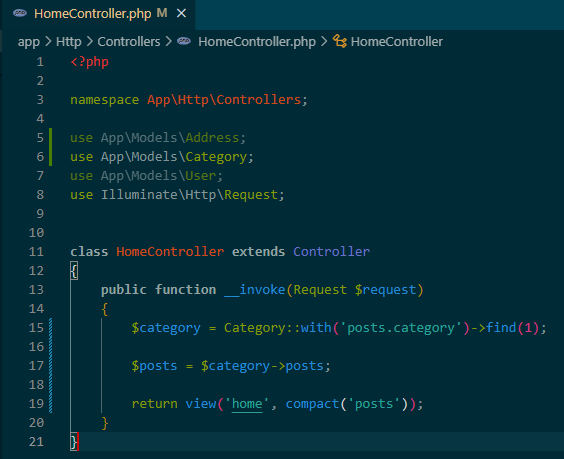 HomeController.php M ×
app > Http > Controllers > php HomeController.php > HomeController
1 <?php
2
3 namespace App\Http\Controllers;
4
5 use App\Models\Address;
6 use App\Models\Category;
7 use App\Models\User;
8 use Illuminate\Http\Request;
9
10
11 class HomeController extends Controller
12 {
13     public function __invoke(Request $request)
14     {
15         $category = Category::with('posts.category')->find(1);
16
17         $posts = $category->posts;
18
19         return view('home', compact('posts'));
20     }
21 }